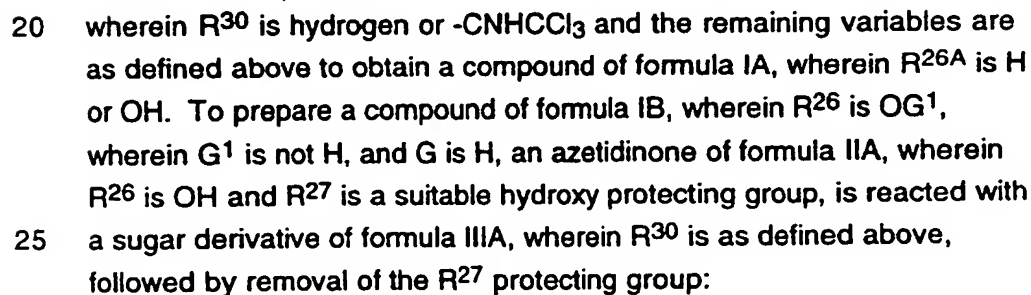 20 wherein R30 is hydrogen or -CNHCCl3 and the remaining variables are
as defined above to obtain a compound of formula IA, wherein R26A is H
or OH. To prepare a compound of formula IB, wherein R26 is OG1,
wherein G1 is not H, and G is H, an azetidinone of formula IIA, wherein
R26 is OH and R27 is a suitable hydroxy protecting group, is reacted with
25 a sugar derivative of formula IIIA, wherein R30 is as defined above,
followed by removal of the R27 protecting group: